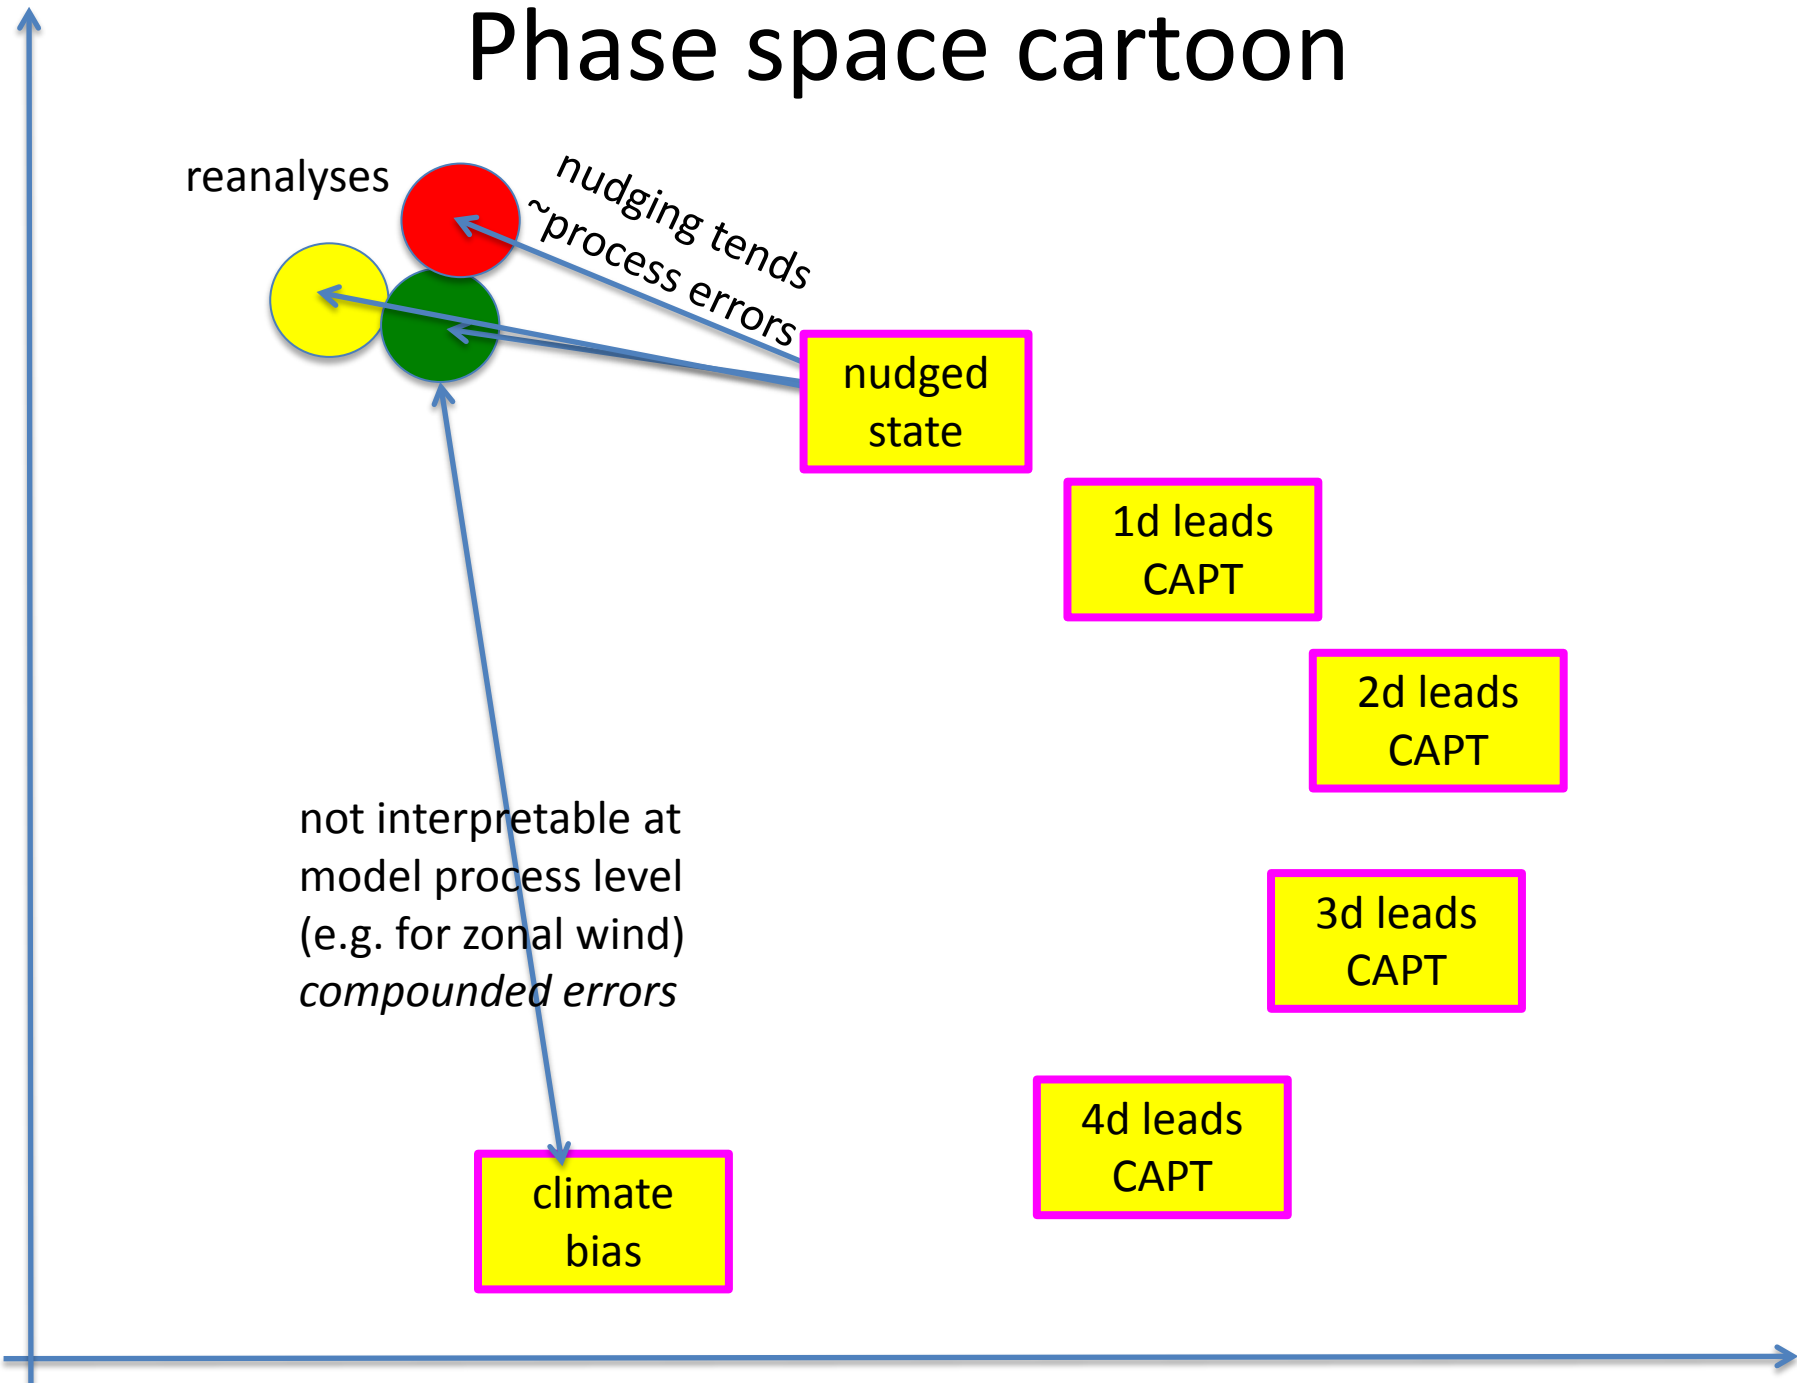 Phase space cartoon
reanalyses
nudging tends
~process errors
nudged
state
1d leads
CAPT
2d leads
CAPT
3d leads
CAPT
4d leads
CAPT
not interpretable at
model process level
(e.g. for zonal wind)
compounded errors
climate
bias